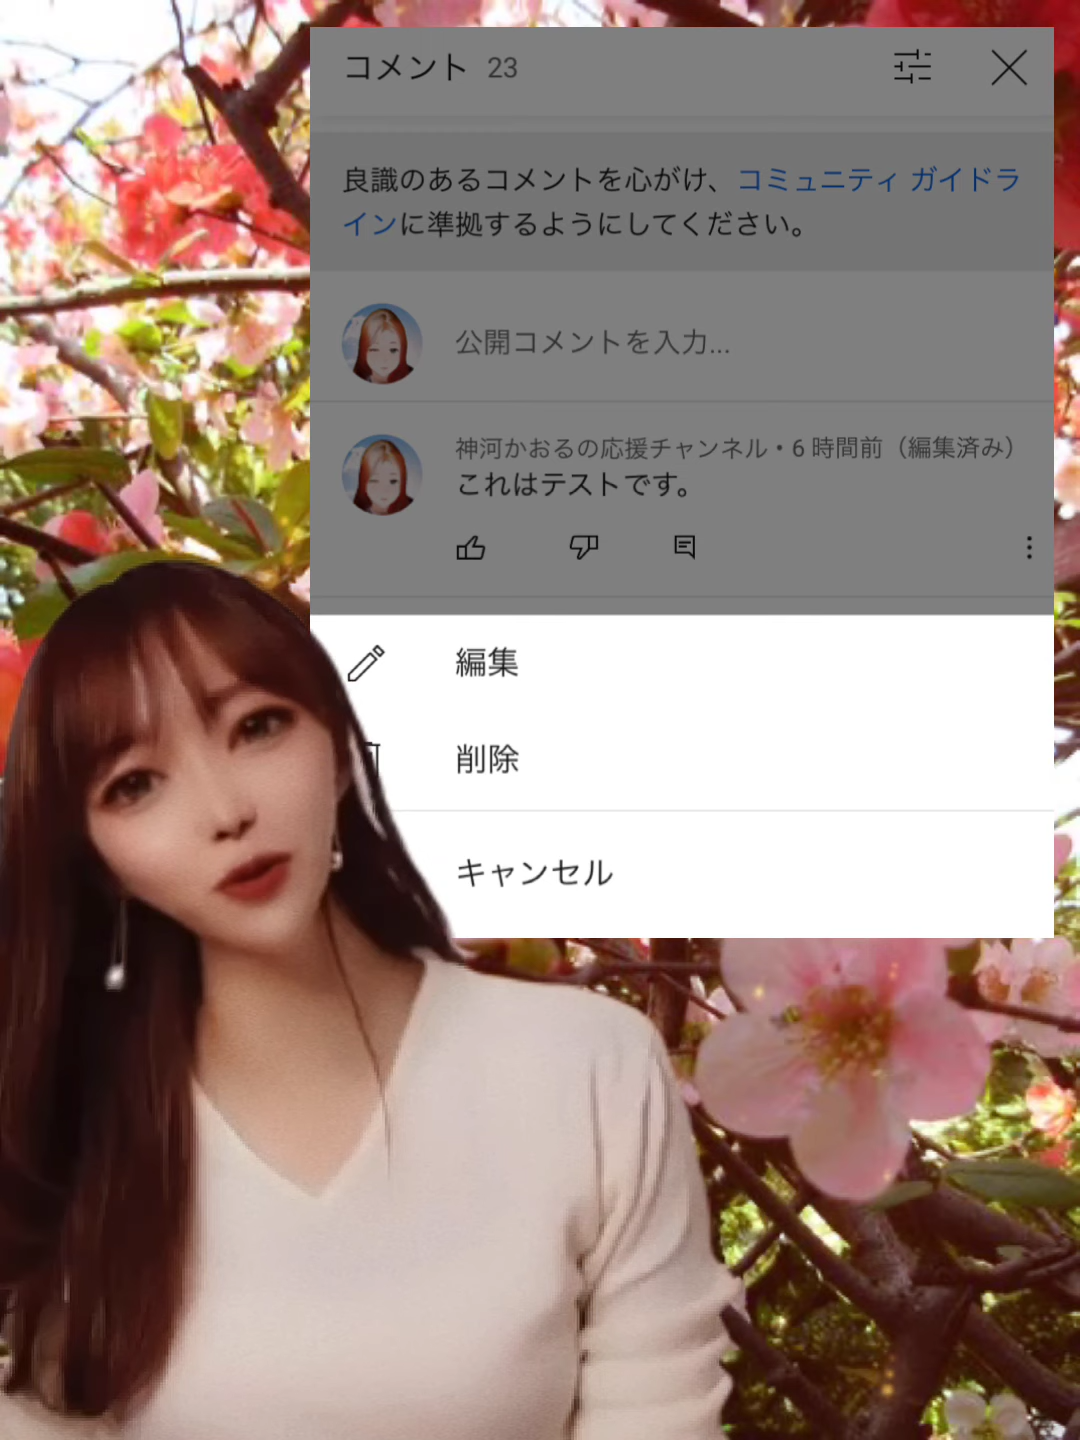 コメント 23
良識のあるコメントを心がけ、コミュニティ ガイドラ
インに準拠するようにしてください。
公開コメントを入力...
神河かおるの応援チャンネル・6 時間前（編集済み）
これはテストです。
編集
削除
キャンセル